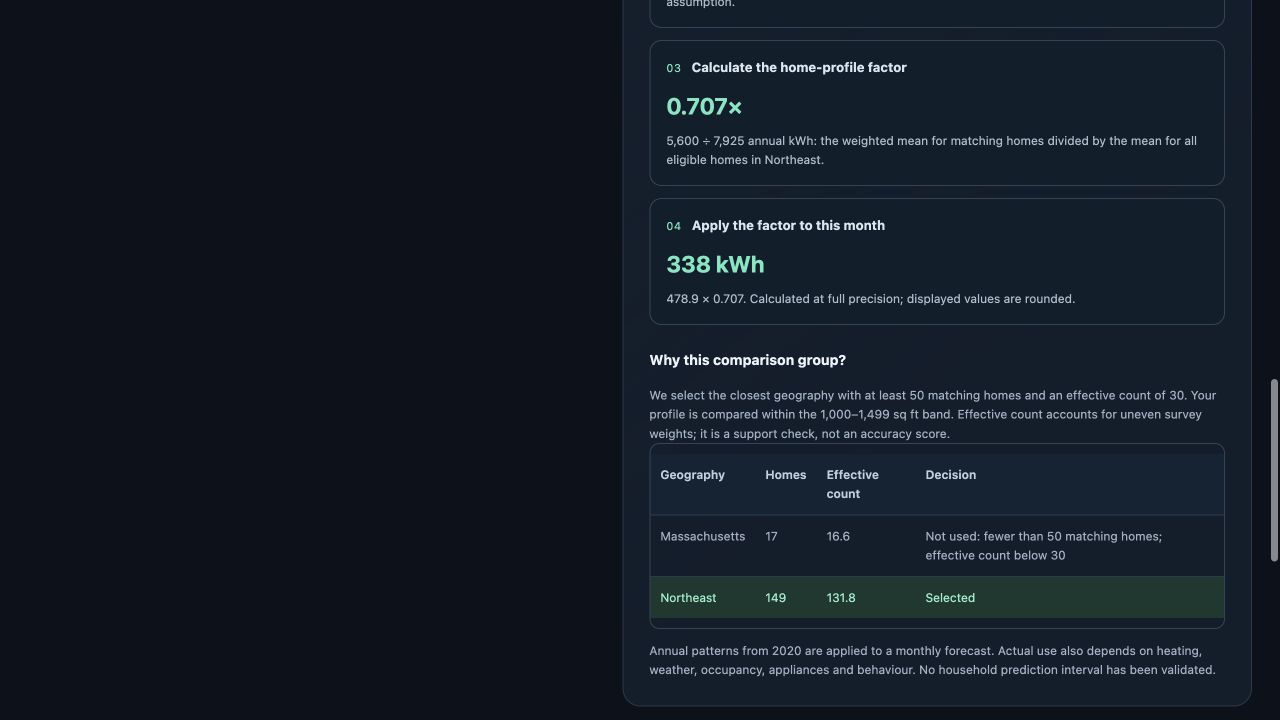 assumption.
03 Calculate the home-profile factor
0.707×
5,600 ÷ 7,925 annual kWh: the weighted mean for matching homes divided by the mean for all
eligible homes in Northeast.
04 Apply the factor to this month
338 kWh
478.9 × 0.707. Calculated at full precision; displayed values are rounded.
Why this comparison group?
We select the closest geography with at least 50 matching homes and an effective count of 30. Your
profile is compared within the 1,000–1,499 sq ft band. Effective count accounts for uneven survey
weights; it is a support check, not an accuracy score.
Geography Homes Effective count Decision
Massachusetts 17 16.6 Not used: fewer than 50 matching homes;
effective count below 30
Northeast 149 131.8 Selected
Annual patterns from 2020 are applied to a monthly forecast. Actual use also depends on heating,
weather, occupancy, appliances and behaviour. No household prediction interval has been validated.